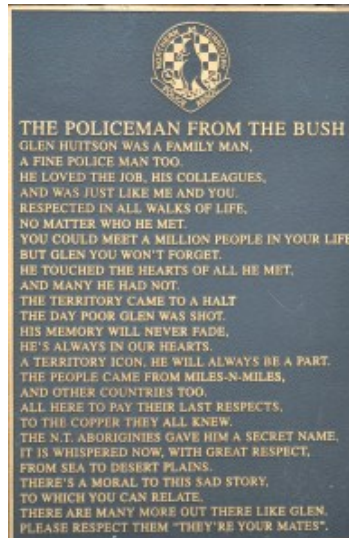 NORTHERN TERRITORY
POLICE
THE POLICEMAN FROM THE BUSH
GLEN HUITSON WAS A FAMILY MAN,
A FINE POLICE MAN TOO.
HE LOVED THE JOB, HIS COLLEAGUES,
AND WAS JUST LIKE ME AND YOU.
RESPECTED IN ALL WALKS OF LIFE,
NO MATTER WHO HE MET.
YOU COULD MEET A MILLION PEOPLE IN YOUR LIFE
BUT GLEN YOU WON'T FORGET.
HE TOUCHED THE HEARTS OF ALL HE MET,
AND MANY HE HAD NOT.
THE TERRITORY CAME TO A HALT
THE DAY POOR GLEN WAS SHOT.
HIS MEMORY WILL NEVER FADE,
HE'S ALWAYS IN OUR HEARTS.
A TERRITORY ICON, HE WILL ALWAYS BE A PART.
THE PEOPLE CAME FROM MILES-N-MILES,
AND OTHER COUNTRIES TOO.
ALL HERE TO PAY THEIR LAST RESPECTS,
TO THE COPPER THEY ALL KNEW.
THE N.T. ABORIGINIES GAVE HIM A SECRET NAME,
IT IS WHISPERED NOW, WITH GREAT RESPECT,
FROM SEA TO DESERT PLAINS.
THERE'S A MORAL TO THIS SAD STORY,
TO WHICH YOU CAN RELATE.
THERE ARE MANY MORE OUT THERE LIKE GLEN.
PLEASE RESPECT THEM "THEY'RE YOUR MATES".